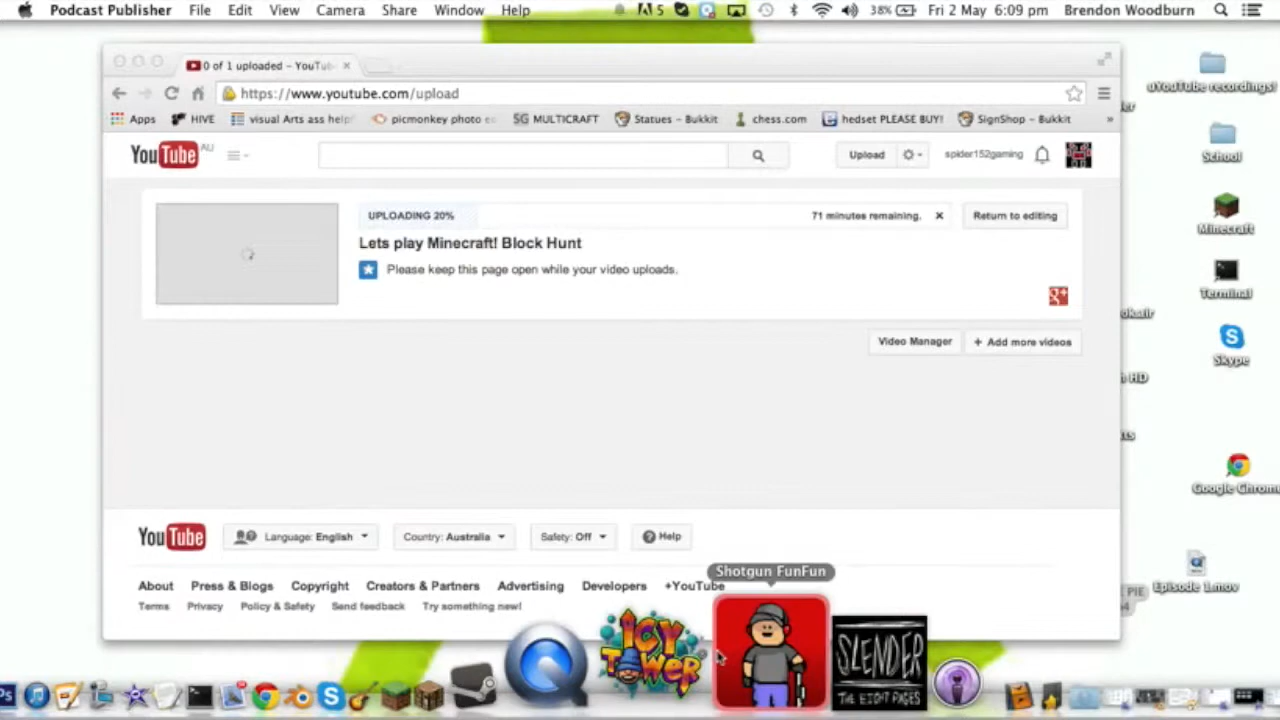 Podcast Publisher File Edit View Camera Share Window Help 5 38% Fri 2 May 6:09 pm Brendon Woodburn
0 of 1 uploaded - YouTub
https://www.youtube.com/upload
Apps HIVE visual Arts ass help picmonkey photo e SG MULTICRAFT Statues - Bukkit chess.com hedset PLEASE BUY! SignShop - Bukkit »
YouTube AU Upload spider152gaming
UPLOADING 20% 71 minutes remaining. Return to editing
Lets play Minecraft! Block Hunt
Please keep this page open while your video uploads.
g+
Video Manager + Add more videos
YouTube Language: English Country: Australia Safety: Off Help
About Press & Blogs Copyright Creators & Partners Advertising Developers +YouTube
Terms Privacy Policy & Safety Send feedback Try something new!
Shotgun FunFun
ICY TOWER
SLENDER
THE EIGHT PAGES
YouTube recordings!
School
Minecraft
Terminal
Skype
HD
Google Chrome
Episode 1.mov
PIE